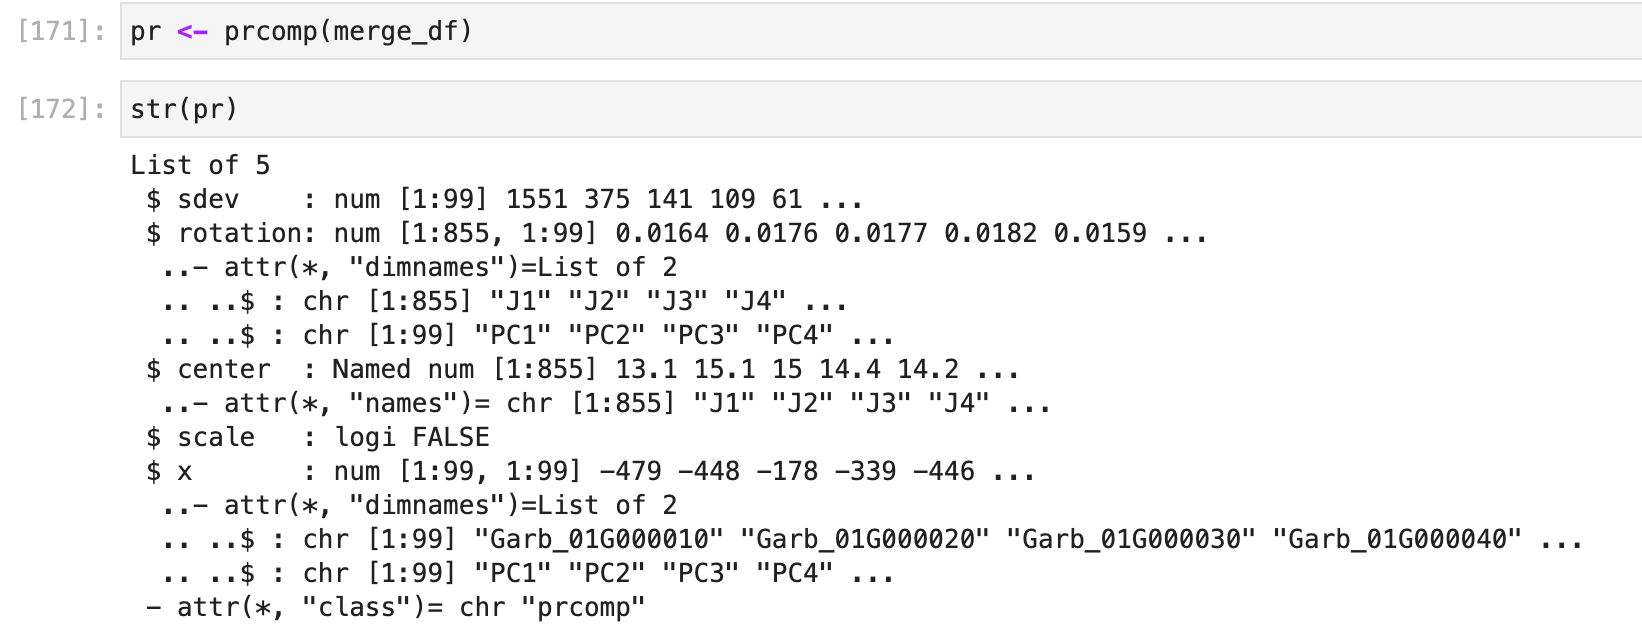 [171]: pr <- prcomp(merge_df)
[172]: str(pr)
List of 5
 $ sdev    : num [1:99] 1551 375 141 109 61 ...
 $ rotation: num [1:855, 1:99] 0.0164 0.0176 0.0177 0.0182 0.0159 ...
  ..- attr(*, "dimnames")=List of 2
  .. ..$ : chr [1:855] "J1" "J2" "J3" "J4" ...
  .. ..$ : chr [1:99] "PC1" "PC2" "PC3" "PC4" ...
 $ center  : Named num [1:855] 13.1 15.1 15 14.4 14.2 ...
  ..- attr(*, "names")= chr [1:855] "J1" "J2" "J3" "J4" ...
 $ scale   : logi FALSE
 $ x       : num [1:99, 1:99] -479 -448 -178 -339 -446 ...
  ..- attr(*, "dimnames")=List of 2
  .. ..$ : chr [1:99] "Garb_01G000010" "Garb_01G000020" "Garb_01G000030" "Garb_01G000040" ...
  .. ..$ : chr [1:99] "PC1" "PC2" "PC3" "PC4" ...
 - attr(*, "class")= chr "prcomp"